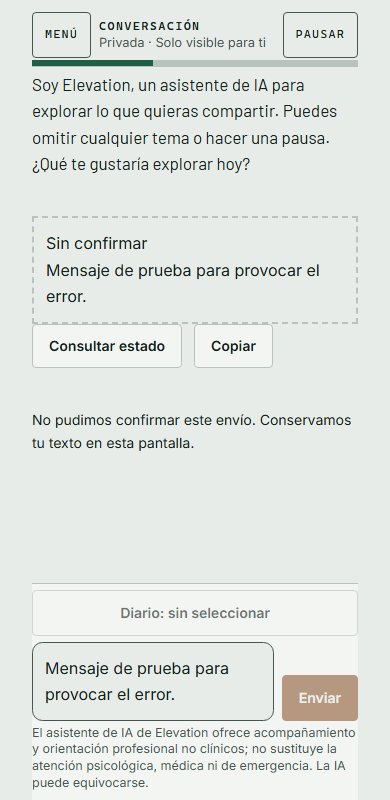 MENÚ
CONVERSACIÓN
Privada · Solo visible para ti
PAUSAR
Soy Elevation, un asistente de IA para
explorar lo que quieras compartir. Puedes
omitir cualquier tema o hacer una pausa.
¿Qué te gustaría explorar hoy?
Sin confirmar
Mensaje de prueba para provocar el
error.
Consultar estado
Copiar
No pudimos confirmar este envío. Conservamos
tu texto en esta pantalla.
Diario: sin seleccionar
Mensaje de prueba para
provocar el error.
Enviar
El asistente de IA de Elevation ofrece acompañamiento
y orientación profesional no clínicos; no sustituye la
atención psicológica, médica ni de emergencia. La IA
puede equivocarse.